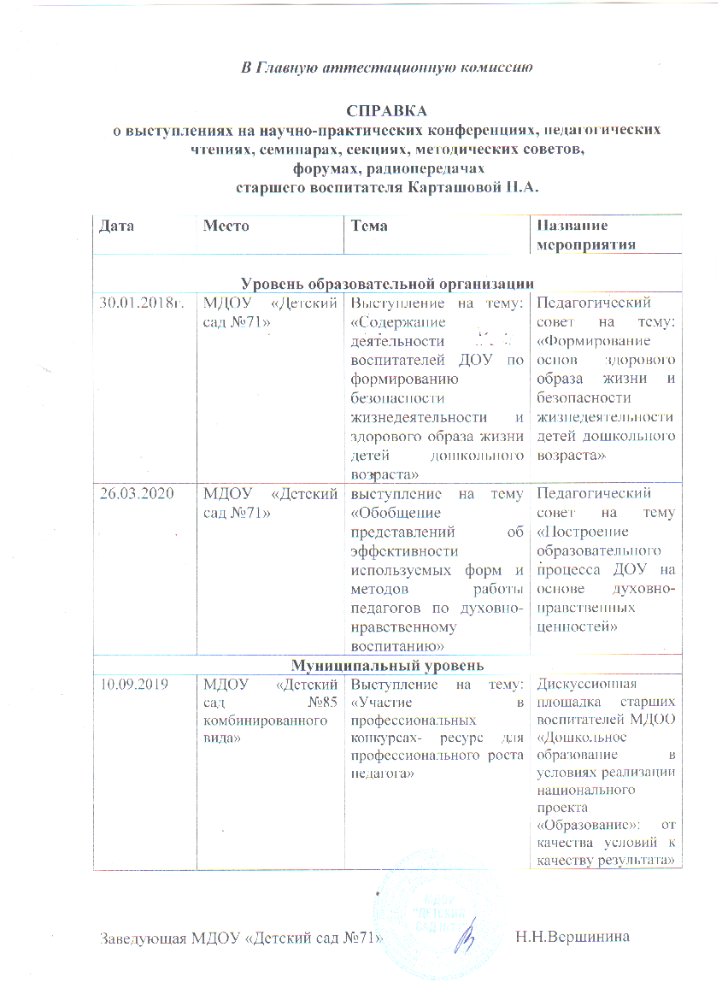 В Главную аттестационную комиссию
СПРАВКА
о выступлениях на научно-практических конференциях, педагогических
чтениях, семинарах, секциях, методических советов,
форумах, радиопередачах
старшего воспитателя Карташовой Н.А.
Дата
Место
Тема
Название
мероприятия
Уровень образовательной организации
30.01.2018г.
МДОУ «Детский
сад №71»
Выступление на тему:
«Содержание
деятельности
воспитателей ДОУ по
формированию
безопасности
жизнедеятельности и
здорового образа жизни
детей дошкольного
возраста»
Педагогический
совет на тему:
«Формирование
основ здорового
образа жизни и
безопасности
жизнедеятельности
детей дошкольного
возраста»
26.03.2020
МДОУ «Детский
сад №71»
выступление на тему
«Обобщение
представлений об
эффективности
используемых форм и
методов работы
педагогов по духовно-
нравственному
воспитанию»
Педагогический
совет на тему
«Построение
образовательного
процесса ДОУ на
основе духовно-
нравственных
ценностей»
Муниципальный уровень
10.09.2019
МДОУ «Детский
сад №85
комбинированного
вида»
Выступление на тему:
«Участие в
профессиональных
конкурсах- ресурс для
профессионального роста
педагога»
Дискуссионная
площадка старших
воспитателей МДОО
«Дошкольное
образование в
условиях реализации
национального
проекта
«Образование»: от
качества условий к
качеству результата»
МДОУ
"ДЕТСКИЙ
САД №71"
Заведующая МДОУ «Детский сад №71» Н.Н.Вершинина